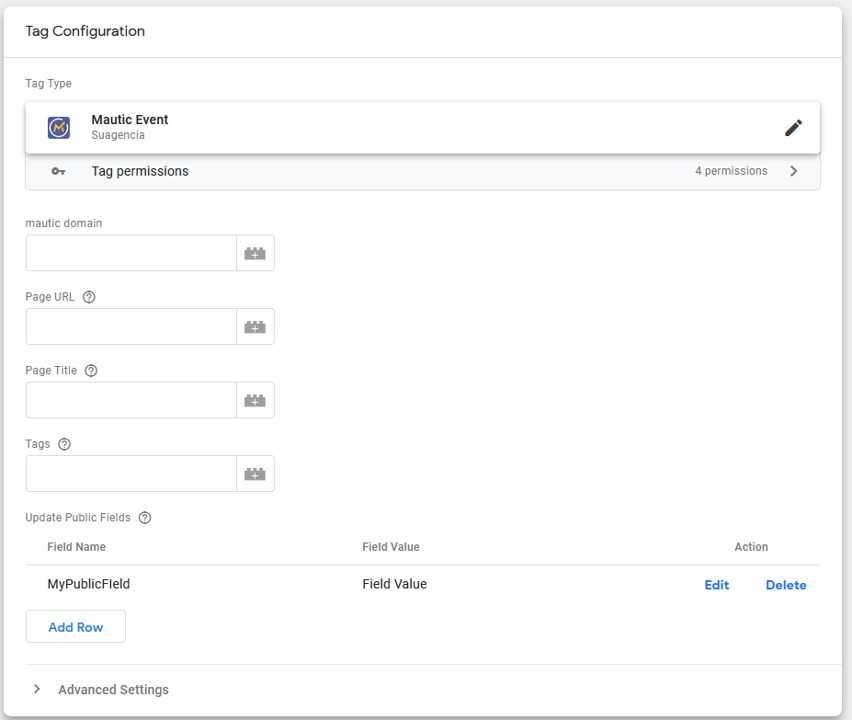 Tag Configuration
Tag Type
Mautic Event
Suagencia
Tag permissions 4 permissions
mautic domain
Page URL
Page Title
Tags
Update Public Fields
Field Name Field Value Action
MyPublicFIeld Field Value Edit Delete
Add Row
Advanced Settings